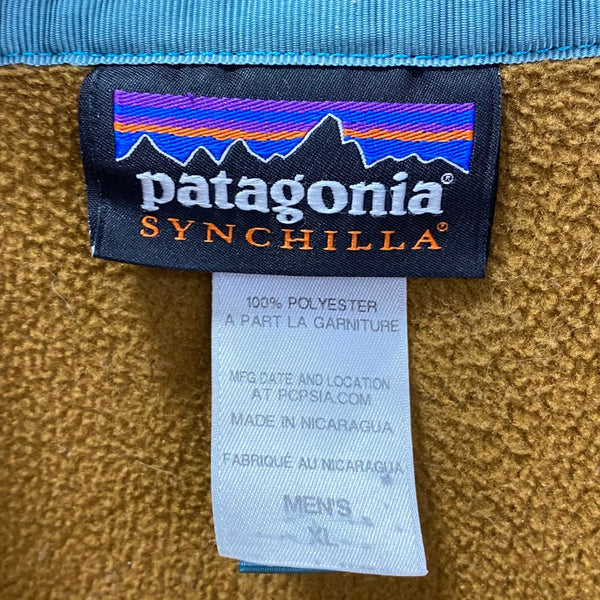 patagonia®
SYNCHILLA®
100% POLYESTER
A PART LA GARNITURE
MFG DATE AND LOCATION
AT PCPSIA.COM
MADE IN NICARAGUA
FABRIQUÉ AU NICARAGUA
MEN'S
XL